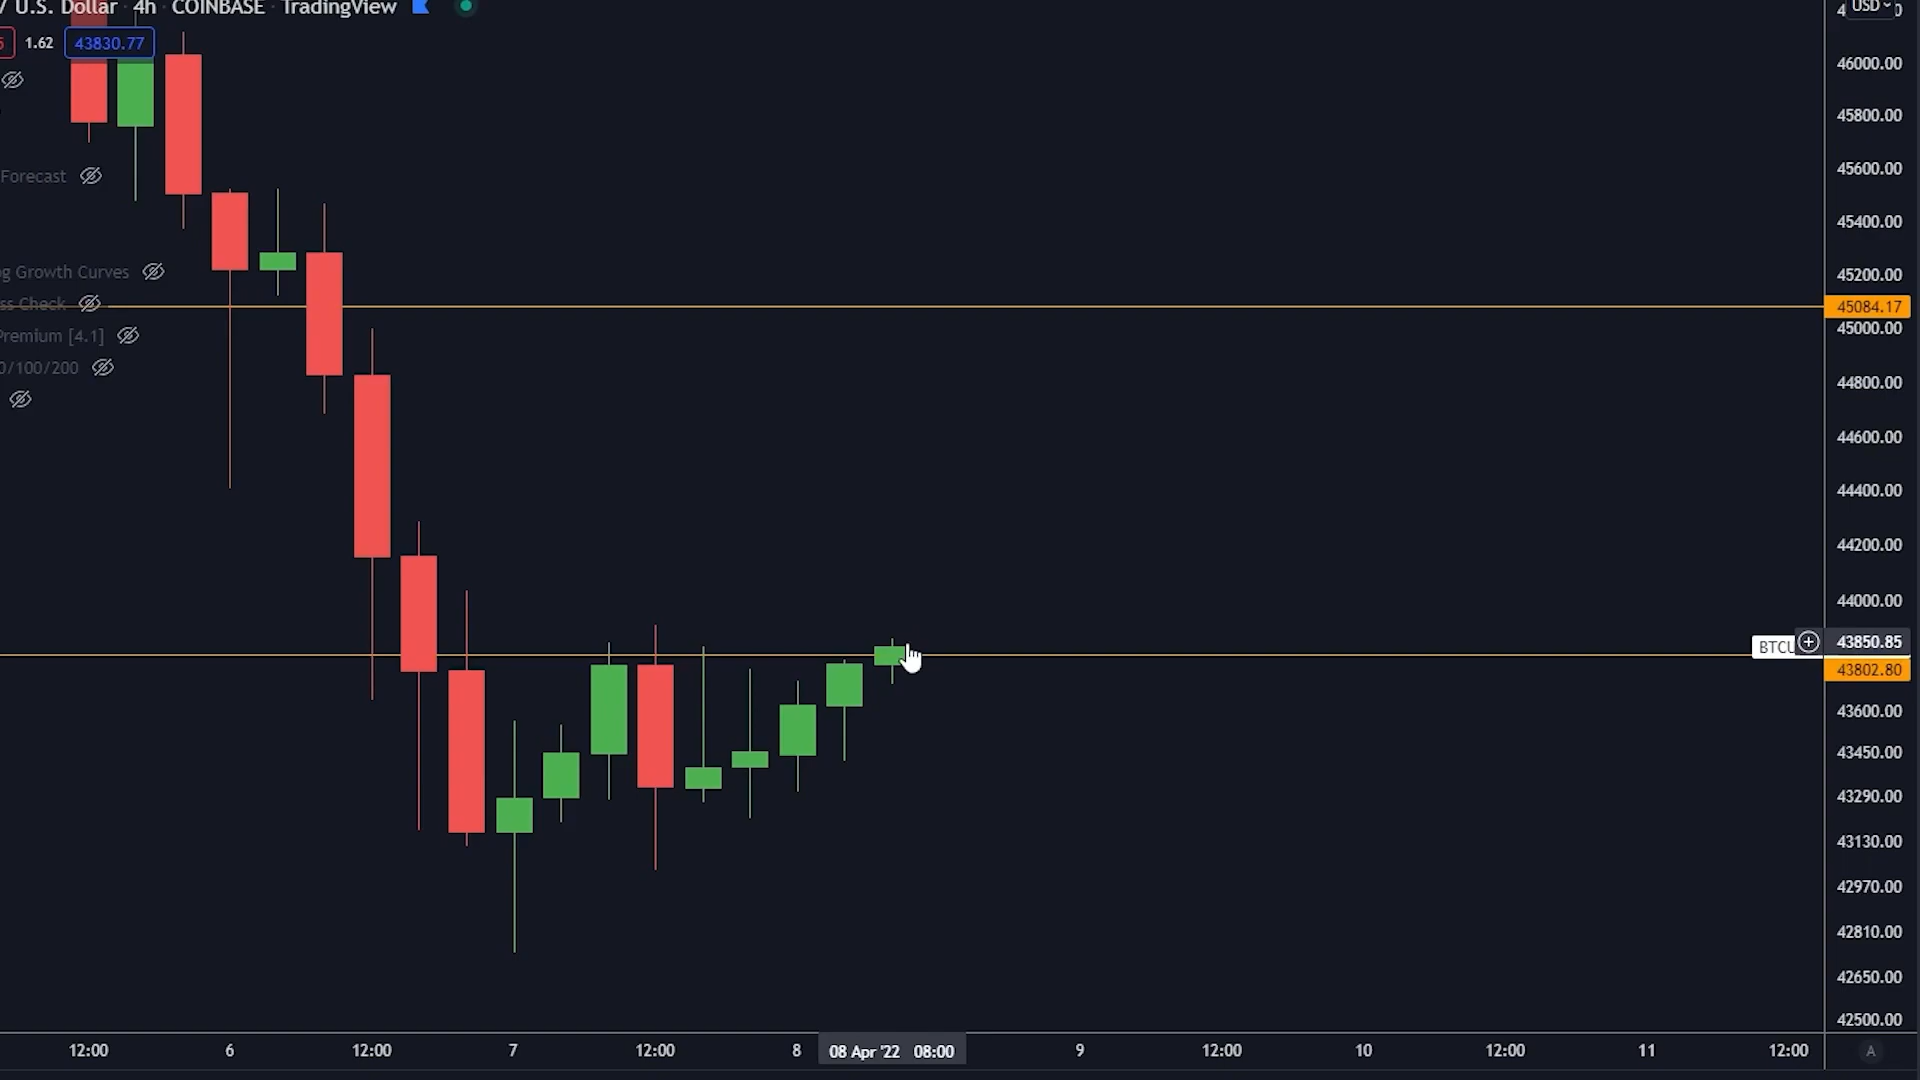 / U.S. Dollar · 4h · COINBASE · TradingView
USD
1.62 43830.77
46000.00
45800.00
45600.00
Forecast
45400.00
g Growth Curves
45200.00
ss Check
45084.17
45000.00
Premium [4.1]
0/100/200
44800.00
44600.00
44400.00
44200.00
44000.00
BTCU 43850.85
43802.80
43600.00
43450.00
43290.00
43130.00
42970.00
42810.00
42650.00
42500.00
12:00 6 12:00 7 12:00 8 08 Apr '22 08:00 9 12:00 10 12:00 11 12:00 A